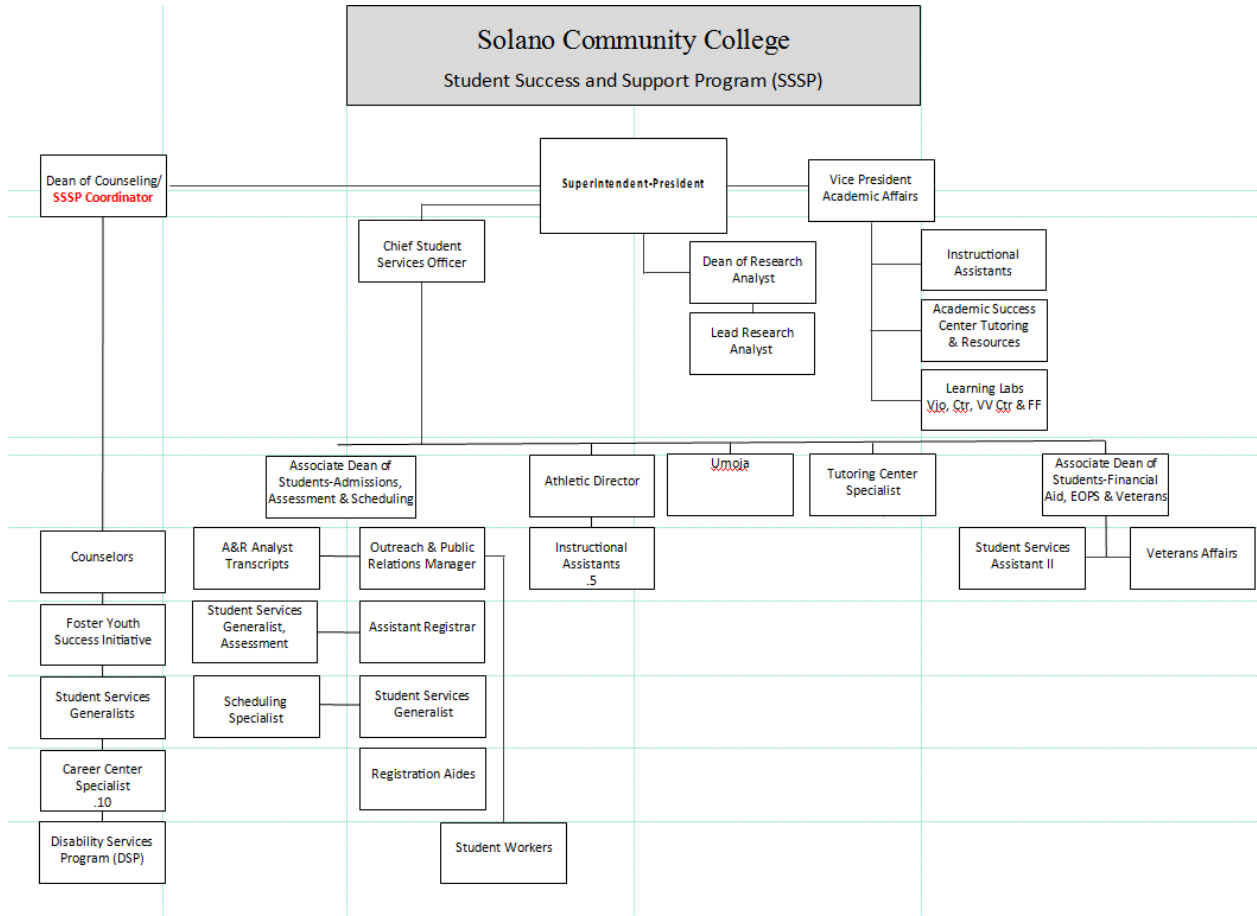 Solano Community College
Student Success and Support Program (SSSP)
Dean of Counseling/
SSSP Coordinator
Superintendent-President
Vice President
Academic Affairs
Chief Student
Services Officer
Dean of Research
Analyst
Instructional
Assistants
Lead Research
Analyst
Academic Success
Center Tutoring
& Resources
Learning Labs
Vjo, Ctr, VV Ctr & FF
Associate Dean of
Students-Admissions,
Assessment & Scheduling
Athletic Director
Umoja
Tutoring Center
Specialist
Associate Dean of
Students-Financial
Aid, EOPS & Veterans
Counselors
A&R Analyst
Transcripts
Outreach & Public
Relations Manager
Instructional
Assistants
.5
Student Services
Assistant II
Veterans Affairs
Foster Youth
Success Initiative
Student Services
Generalist,
Assessment
Assistant Registrar
Student Services
Generalists
Scheduling
Specialist
Student Services
Generalist
Career Center
Specialist
.10
Registration Aides
Disability Services
Program (DSP)
Student Workers